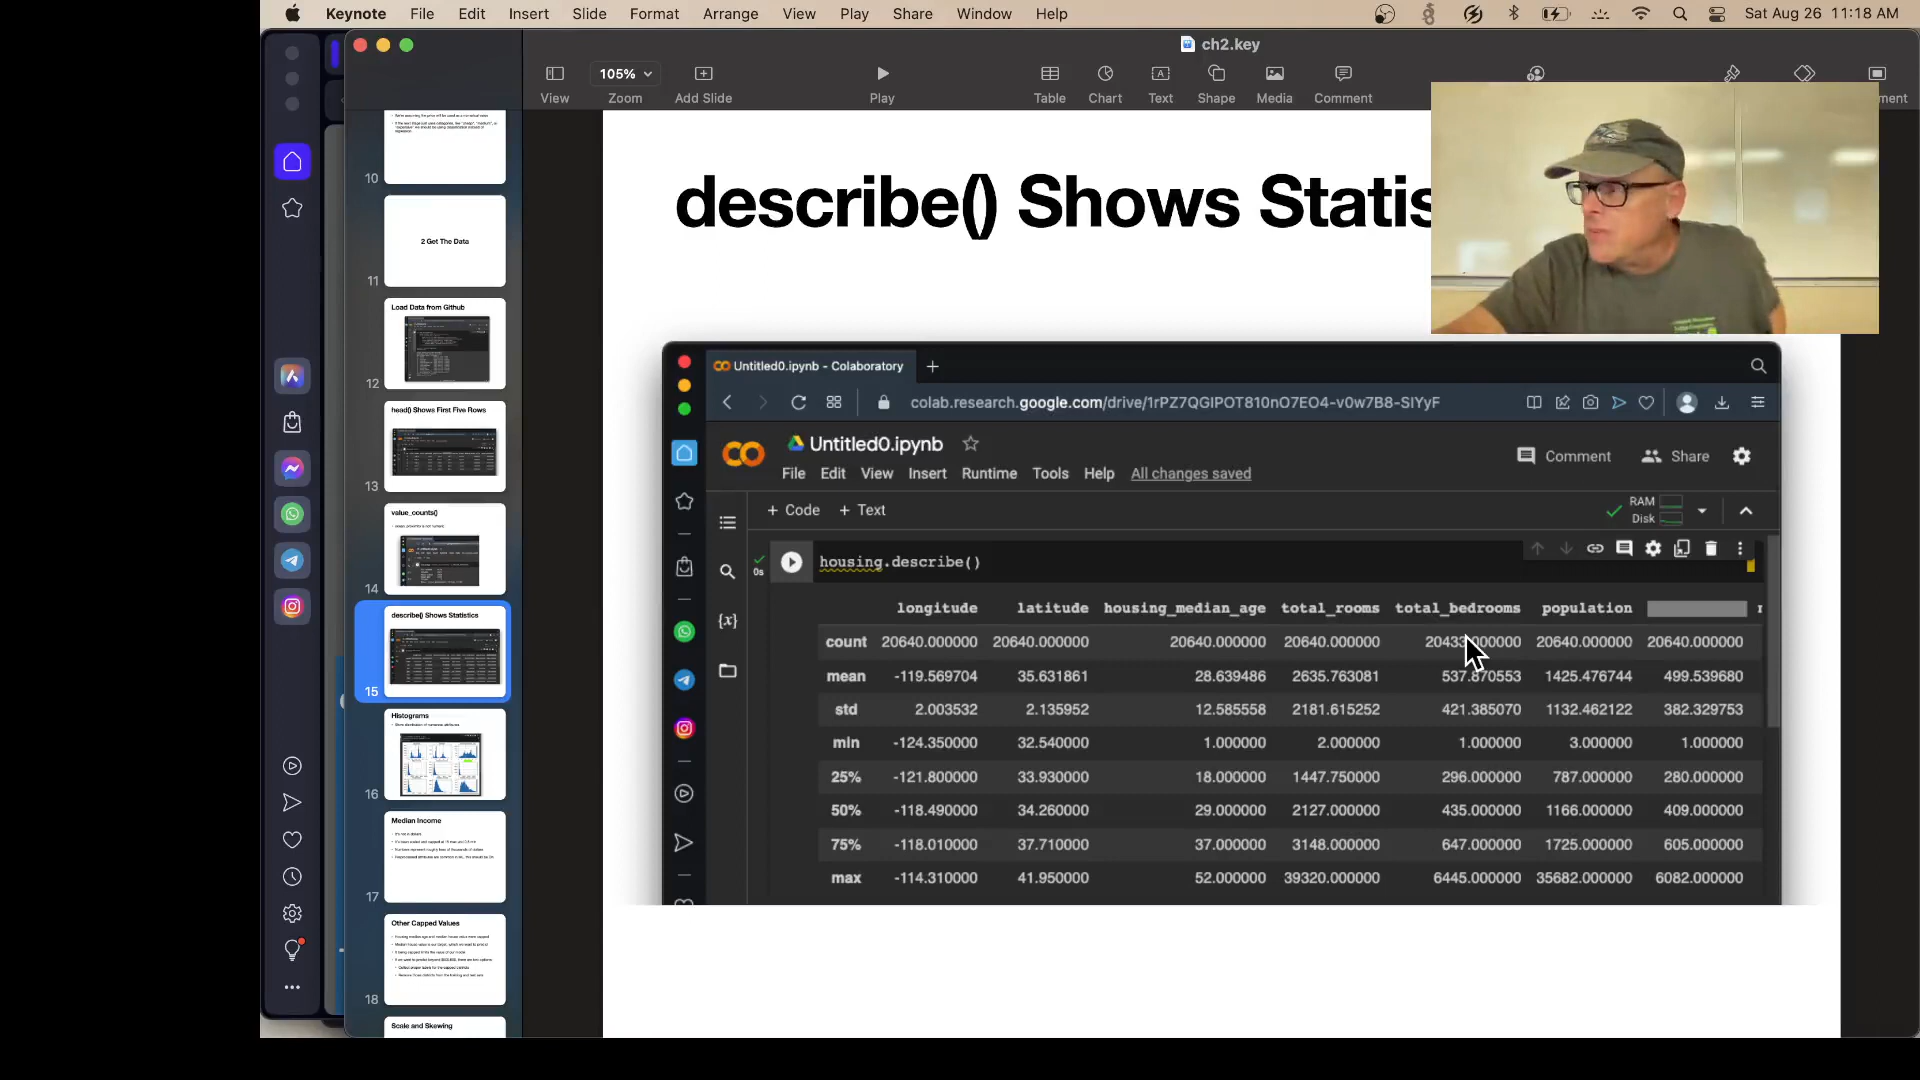 Keynote File Edit Insert Slide Format Arrange View Play Share Window Help Sat Aug 26 11:18 AM
ch2.key
105%
View Zoom Add Slide Play Table Chart Text Shape Media Comment
10
2 Get The Data
11
Load Data from Github
12
head() Shows First Five Rows
13
value_counts()
14
describe() Shows Statistics
15
Histograms
16
Median Income
17
Other Capped Values
18
Scale and Skewing
describe() Shows Statis
Untitled0.ipynb - Colaboratory
colab.research.google.com/drive/1rPZ7QGIPOT810nO7EO4-v0w7B8-SIYyF
Untitled0.ipynb
File Edit View Insert Runtime Tools Help All changes saved
Comment Share
+ Code + Text
RAM
Disk
0s
housing.describe()
longitude latitude housing_median_age total_rooms total_bedrooms population
count 20640.000000 20640.000000 20640.000000 20640.000000 20433.000000 20640.000000 20640.000000
mean -119.569704 35.631861 28.639486 2635.763081 537.870553 1425.476744 499.539680
std 2.003532 2.135952 12.585558 2181.615252 421.385070 1132.462122 382.329753
min -124.350000 32.540000 1.000000 2.000000 1.000000 3.000000 1.000000
25% -121.800000 33.930000 18.000000 1447.750000 296.000000 787.000000 280.000000
50% -118.490000 34.260000 29.000000 2127.000000 435.000000 1166.000000 409.000000
75% -118.010000 37.710000 37.000000 3148.000000 647.000000 1725.000000 605.000000
max -114.310000 41.950000 52.000000 39320.000000 6445.000000 35682.000000 6082.000000